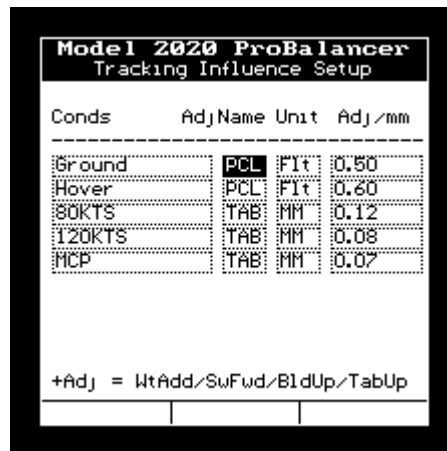 Model 2020 ProBalancer
Tracking Influence Setup
Conds AdjName Unit Adj/mm
Ground PCL Flt 0.50
Hover PCL Flt 0.60
80KTS TAB MM 0.12
120KTS TAB MM 0.08
MCP TAB MM 0.07
+Adj = WtAdd/SwFwd/BldUp/TabUp